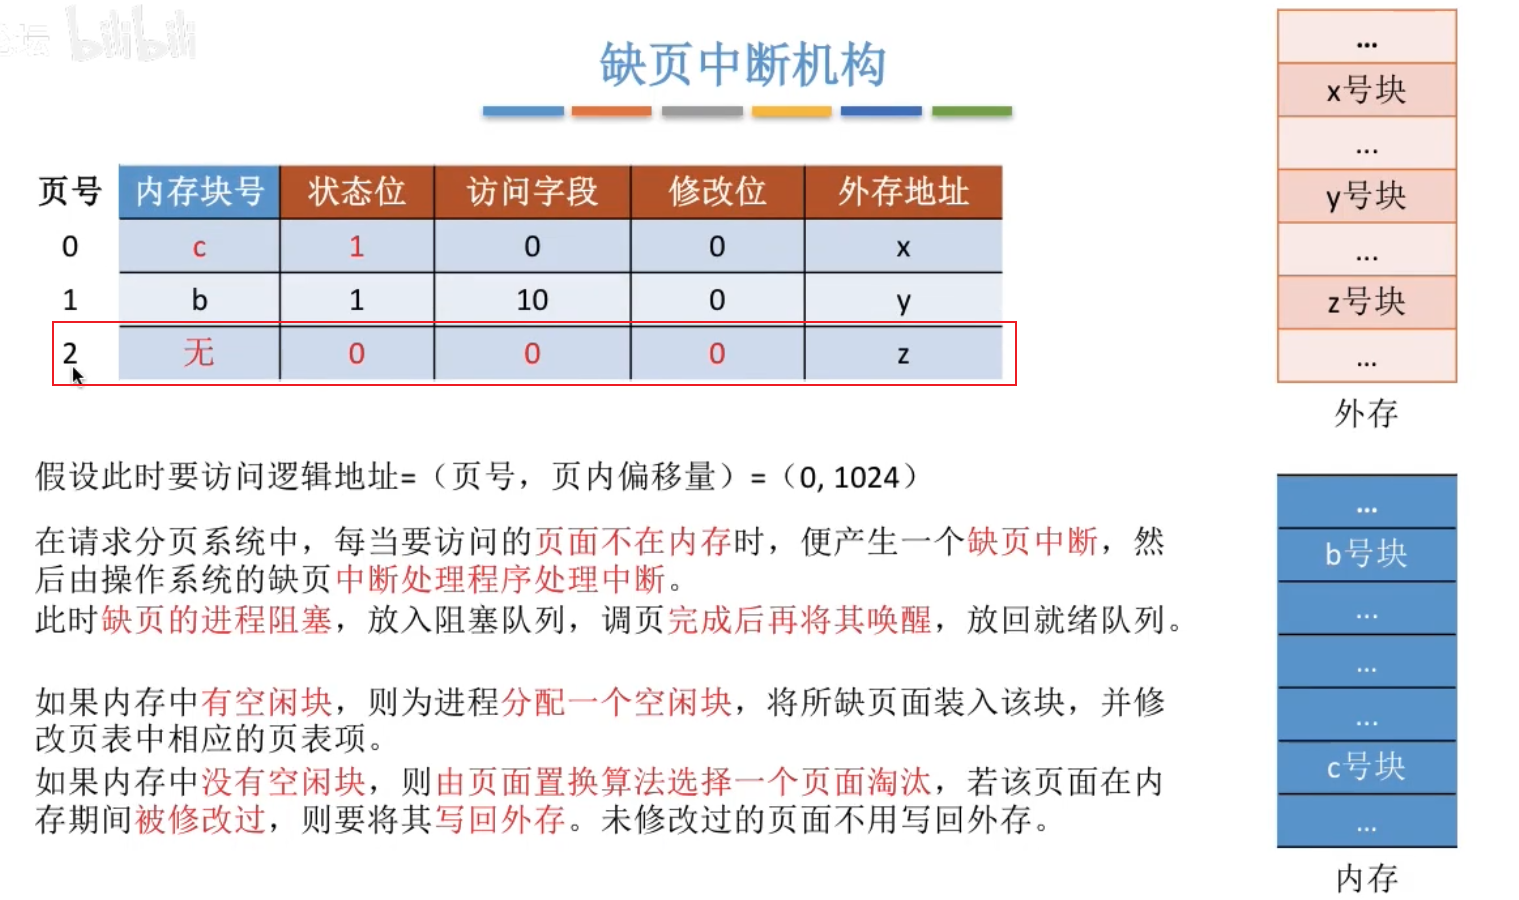 坛 bilibili
缺页中断机构
页号 内存块号 状态位 访问字段 修改位 外存地址
0 c 1 0 0 x
1 b 1 10 0 y
2 无 0 0 0 z
假设此时要访问逻辑地址=（页号，页内偏移量）=（0, 1024）
在请求分页系统中，每当要访问的页面不在内存时，便产生一个缺页中断，然
后由操作系统的缺页中断处理程序处理中断。
此时缺页的进程阻塞，放入阻塞队列，调页完成后再将其唤醒，放回就绪队列。
如果内存中有空闲块，则为进程分配一个空闲块，将所缺页面装入该块，并修
改页表中相应的页表项。
如果内存中没有空闲块，则由页面置换算法选择一个页面淘汰，若该页面在内
存期间被修改过，则要将其写回外存。未修改过的页面不用写回外存。
...
x号块
...
y号块
...
z号块
...
外存
...
b号块
...
...
...
c号块
...
内存